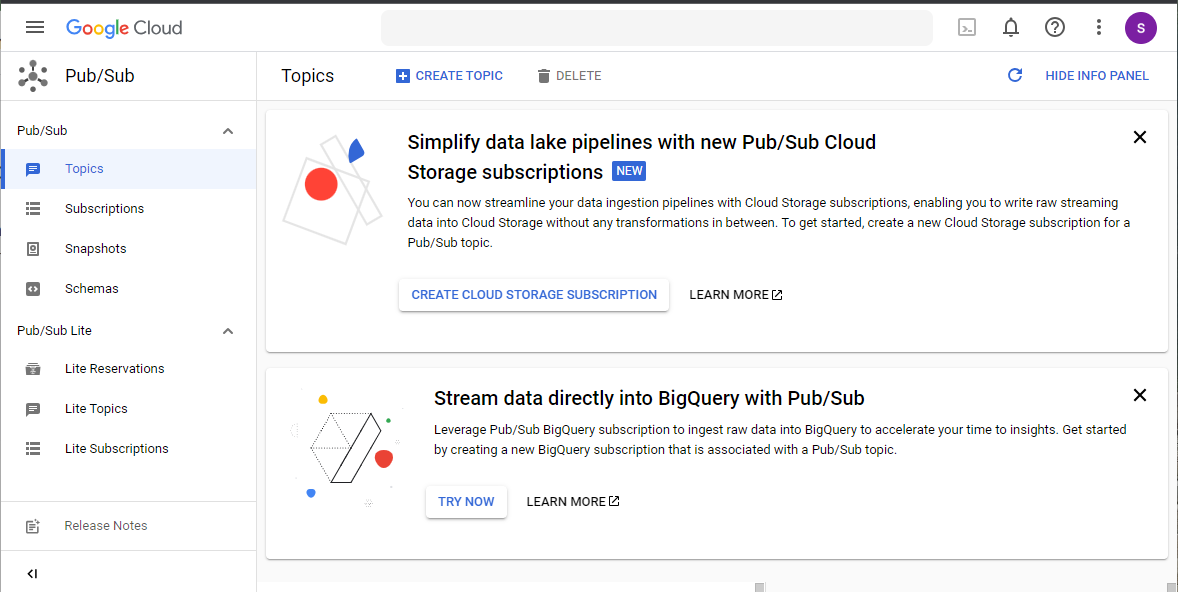 Google Cloud
S
Pub/Sub
Topics
CREATE TOPIC
DELETE
HIDE INFO PANEL
Pub/Sub
Topics
Subscriptions
Snapshots
Schemas
Pub/Sub Lite
Lite Reservations
Lite Topics
Lite Subscriptions
Release Notes
Simplify data lake pipelines with new Pub/Sub Cloud
Storage subscriptions NEW
You can now streamline your data ingestion pipelines with Cloud Storage subscriptions, enabling you to write raw streaming
data into Cloud Storage without any transformations in between. To get started, create a new Cloud Storage subscription for a
Pub/Sub topic.
CREATE CLOUD STORAGE SUBSCRIPTION
LEARN MORE
Stream data directly into BigQuery with Pub/Sub
Leverage Pub/Sub BigQuery subscription to ingest raw data into BigQuery to accelerate your time to insights. Get started
by creating a new BigQuery subscription that is associated with a Pub/Sub topic.
TRY NOW
LEARN MORE